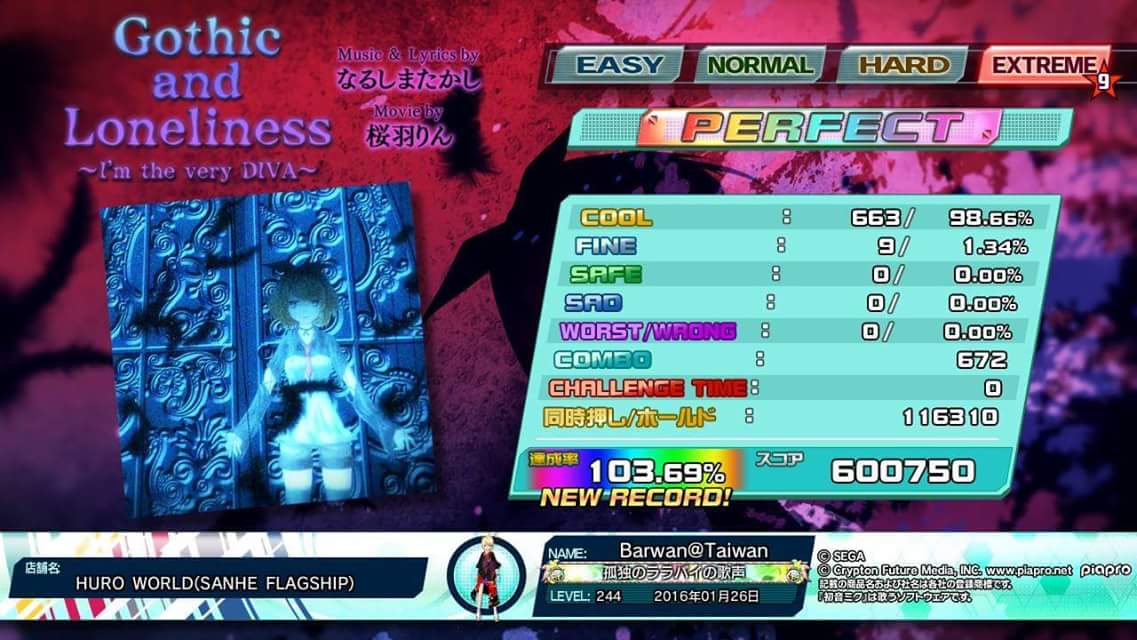 Gothic
and
Loneliness
～I'm the very DIVA～
Music & Lyrics by
なるしまたかし
Movie by
桜羽りん
EASY NORMAL HARD EXTREME 9
PERFECT
COOL : 663/ 98.66%
FINE : 9/ 1.34%
SAFE : 0/ 0.00%
SAD : 0/ 0.00%
WORST/WRONG : 0/ 0.00%
COMBO : 672
CHALLENGE TIME : 0
同時押し/ホールド : 116310
達成率 103.69% スコア 600750
NEW RECORD!
店舗名:
HURO WORLD(SANHE FLAGSHIP)
NAME: Barwan@Taiwan
孤独のララバイの歌声
LEVEL: 244 2016年01月26日
© SEGA
© Crypton Future Media, INC. www.piapro.net piapro
記載の商品名および社名は各社の登録商標です。
『初音ミク』は歌うソフトウェアです。